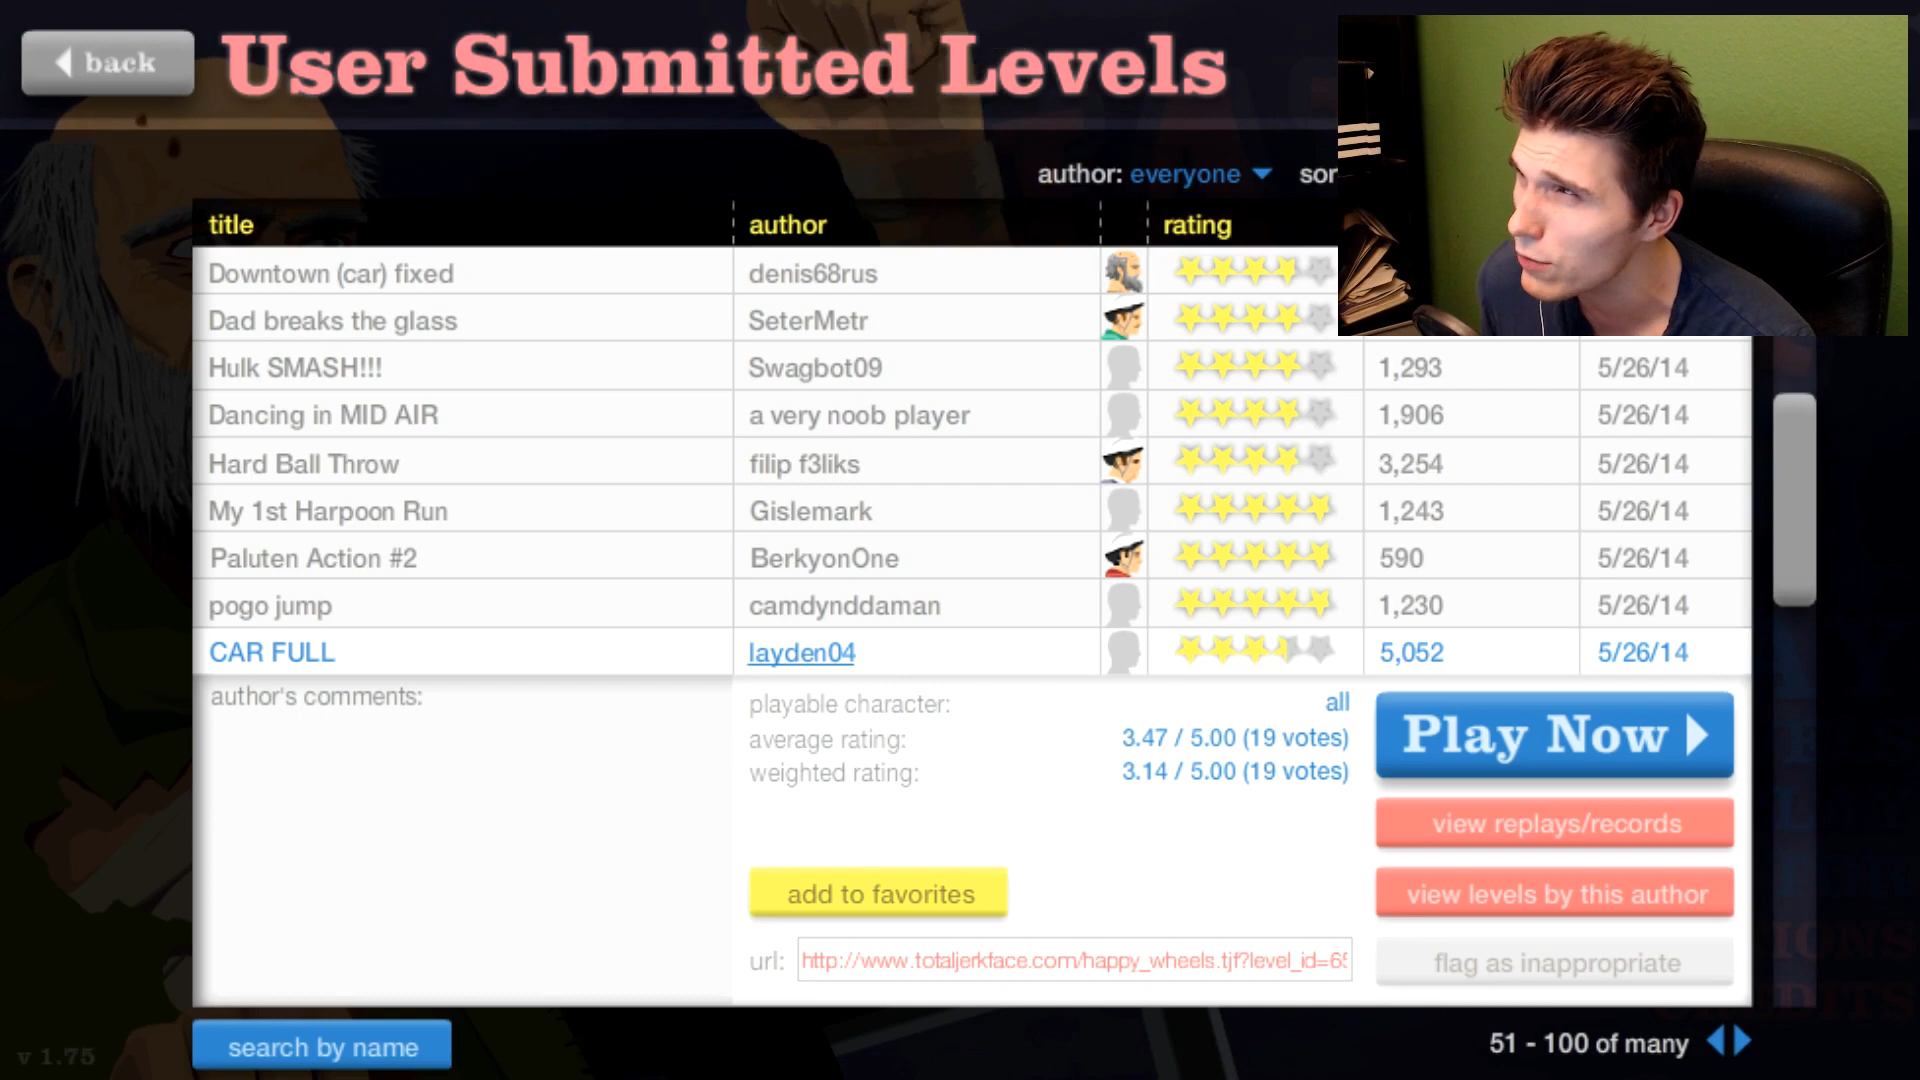 back
User Submitted Levels
author: everyone sor
title author rating
Downtown (car) fixed denis68rus
Dad breaks the glass SeterMetr
Hulk SMASH!!! Swagbot09 1,293 5/26/14
Dancing in MID AIR a very noob player 1,906 5/26/14
Hard Ball Throw filip f3liks 3,254 5/26/14
My 1st Harpoon Run Gislemark 1,243 5/26/14
Paluten Action #2 BerkyonOne 590 5/26/14
pogo jump camdynddaman 1,230 5/26/14
CAR FULL layden04 5,052 5/26/14
author's comments:
playable character: all
average rating: 3.47 / 5.00 (19 votes)
weighted rating: 3.14 / 5.00 (19 votes)
Play Now
view replays/records
add to favorites
view levels by this author
url: http://www.totaljerkface.com/happy_wheels.tjf?level_id=65
flag as inappropriate
search by name
51 - 100 of many
v 1.75